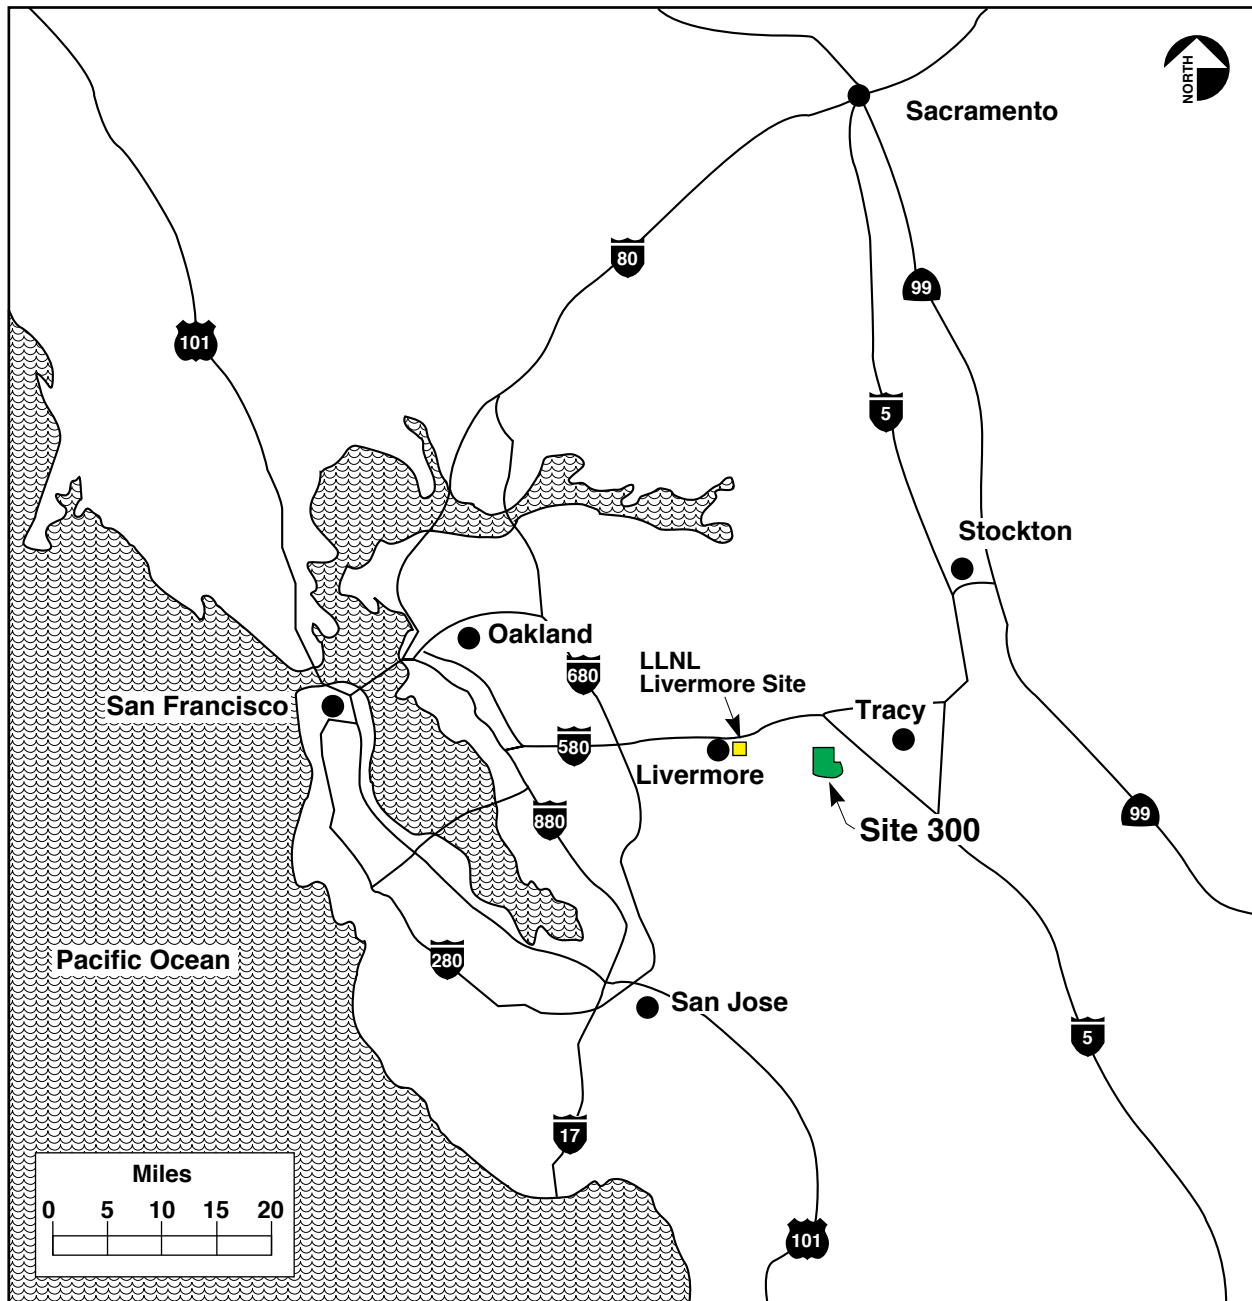 NORTH
Sacramento
80
99
101
5
Stockton
Oakland
LLNL
Livermore Site
680
San Francisco
Tracy
580
Livermore
880
Site 300
99
Pacific Ocean
280
San Jose
5
17
Miles
0 5 10 15 20
101